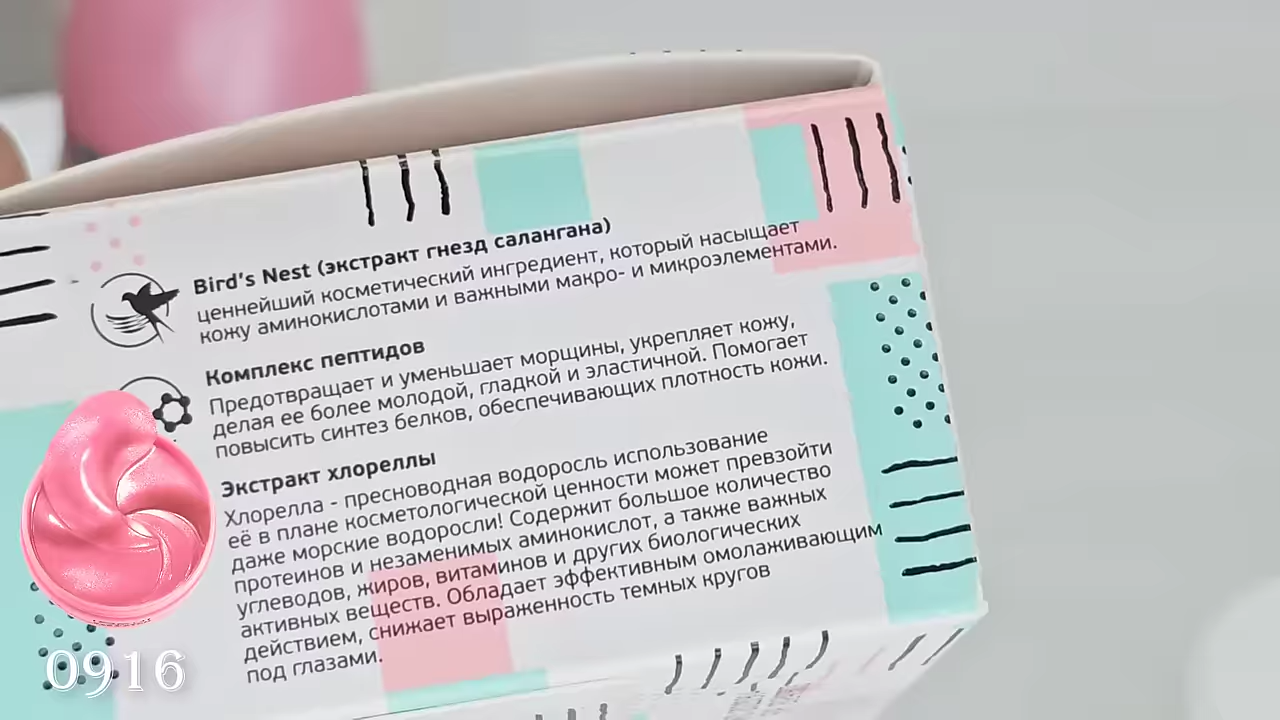 Bird's Nest (экстракт гнезд салангана)
ценнейший косметический ингредиент, который насыщает
кожу аминокислотами и важными макро- и микроэлементами.
Комплекс пептидов
Предотвращает и уменьшает морщины, укрепляет кожу,
делая ее более молодой, гладкой и эластичной. Помогает
повысить синтез белков, обеспечивающих плотность кожи.
Экстракт хлореллы
Хлорелла - пресноводная водоросль использование
её в плане косметологической ценности может превзойти
даже морские водоросли! Содержит большое количество
протеинов и незаменимых аминокислот, а также важных
углеводов, жиров, витаминов и других биологических
активных веществ. Обладает эффективным омолаживающим
действием, снижает выраженность темных кругов
под глазами.
0916